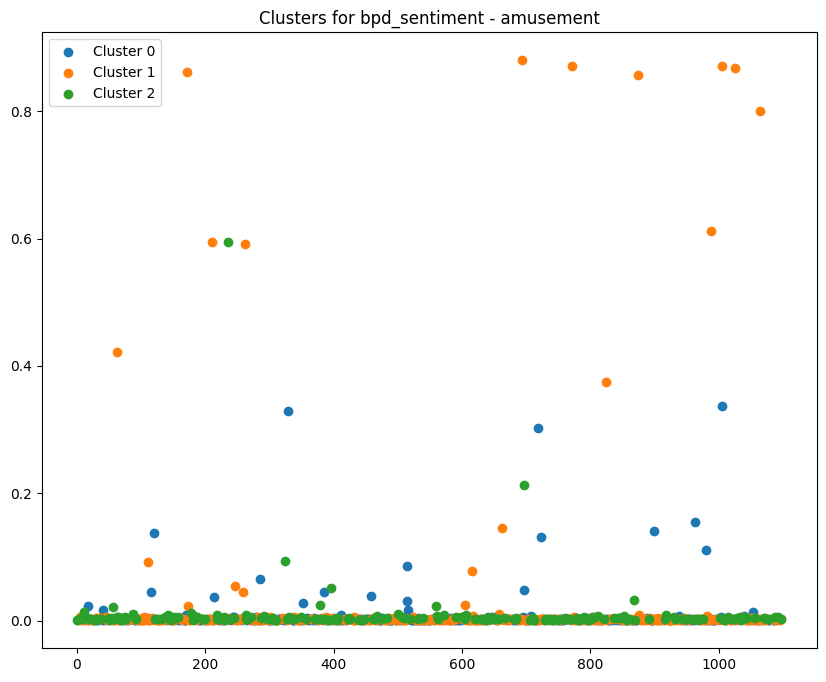 Clusters for bpd_sentiment - amusement
Cluster 0
Cluster 1
Cluster 2
0.8
0.6
0.4
0.2
0.0
0 200 400 600 800 1000